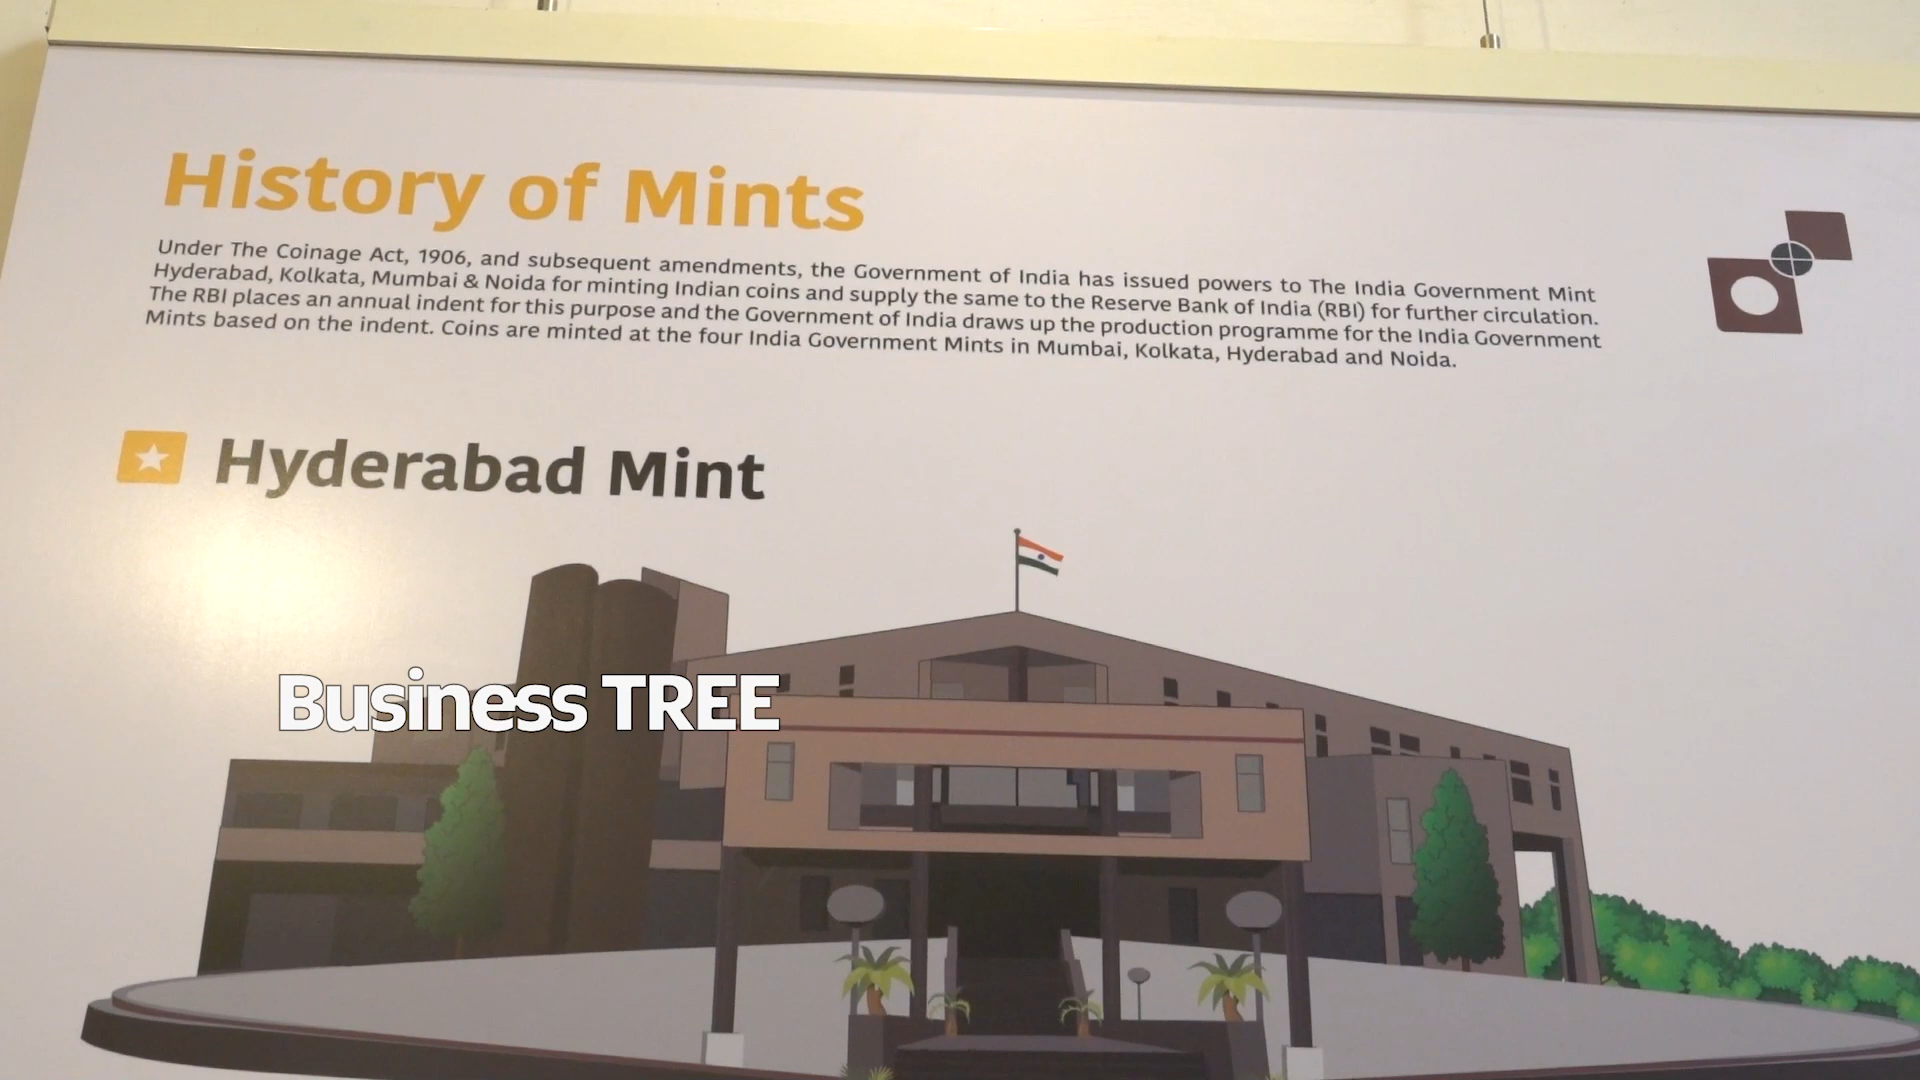 History of Mints
Under The Coinage Act, 1906, and subsequent amendments, the Government of India has issued powers to The India Government Mint
Hyderabad, Kolkata, Mumbai & Noida for minting Indian coins and supply the same to the Reserve Bank of India (RBI) for further circulation.
The RBI places an annual indent for this purpose and the Government of India draws up the production programme for the India Government
Mints based on the indent. Coins are minted at the four India Government Mints in Mumbai, Kolkata, Hyderabad and Noida.
Hyderabad Mint
Business TREE